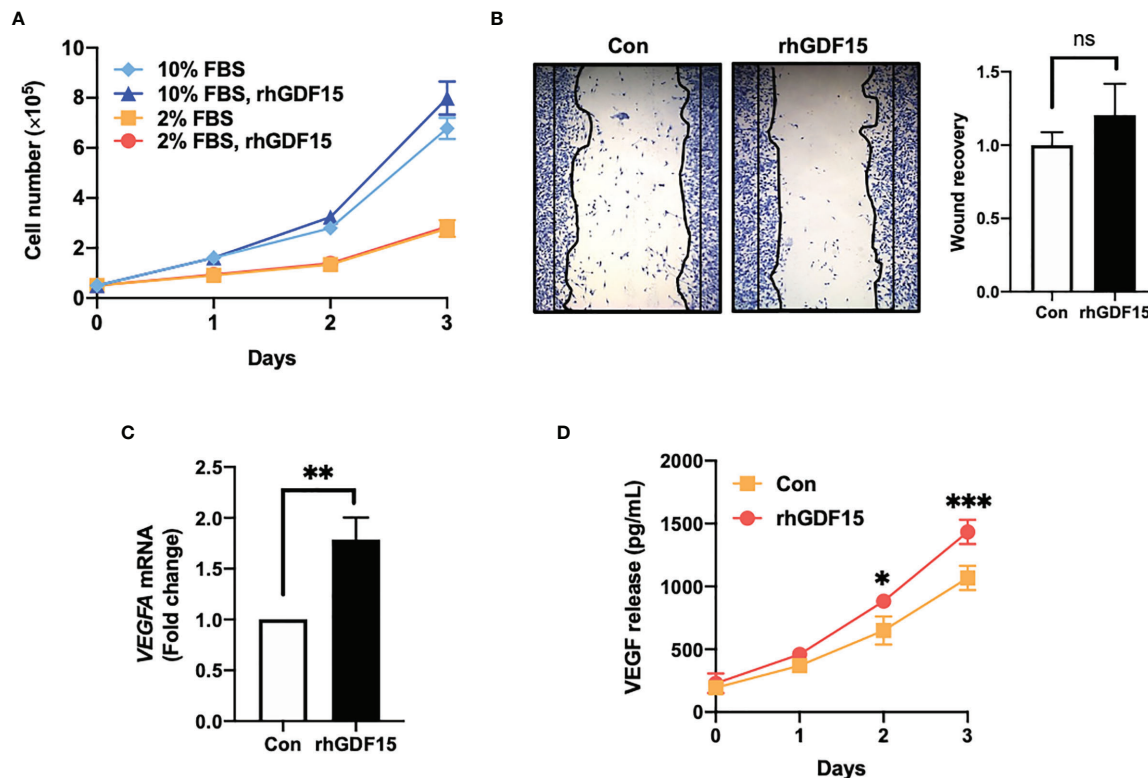 A
10
8
6
4
2
0
Cell number (×10⁵)
10% FBS
10% FBS, rhGDF15
2% FBS
2% FBS, rhGDF15
0 1 2 3
Days
B
Con rhGDF15
ns
1.5
1.0
0.5
0.0
Wound recovery
Con rhGDF15
C
**
2.5
2.0
1.5
1.0
0.5
0.0
VEGFA mRNA
(Fold change)
Con rhGDF15
D
2000
1500
1000
500
0
VEGF release (pg/mL)
Con
rhGDF15
*
***
0 1 2 3
Days